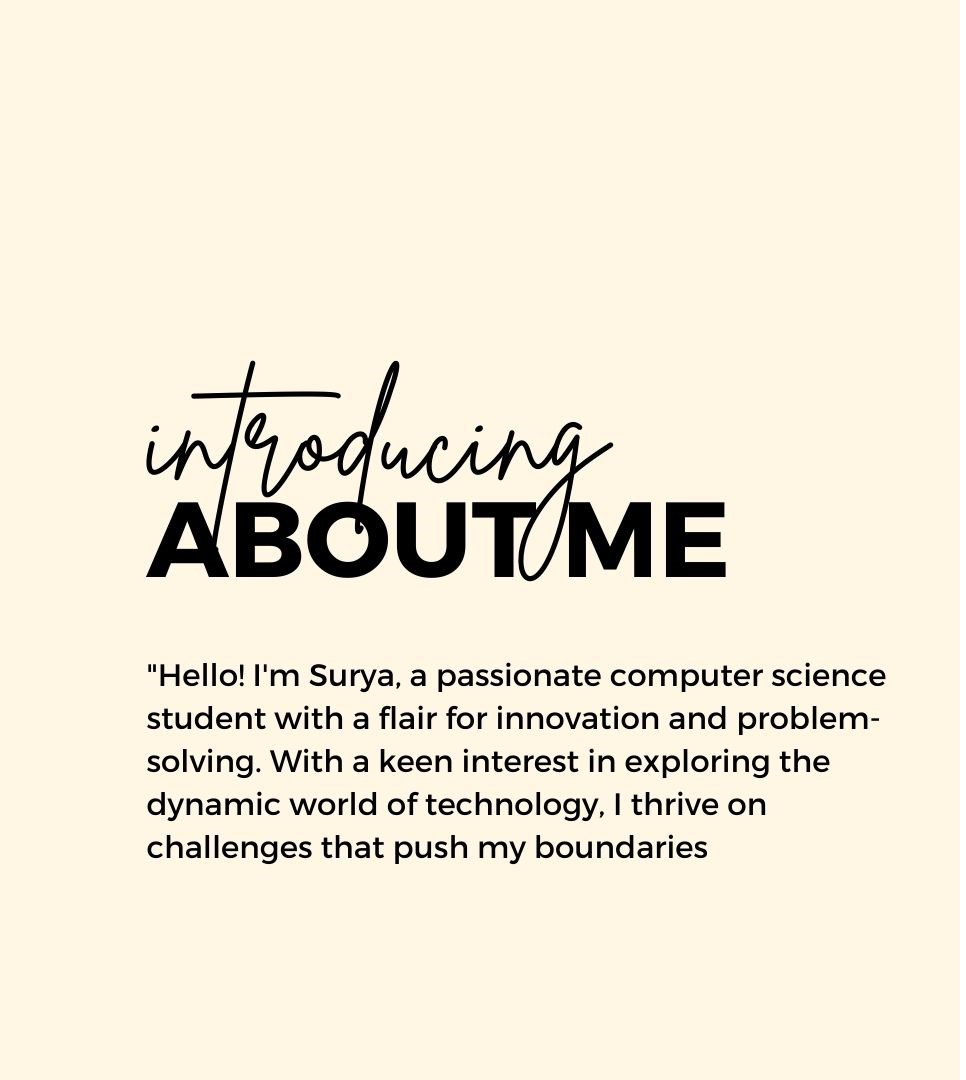 introducing
ABOUT ME
"Hello! I'm Surya, a passionate computer science
student with a flair for innovation and problem-
solving. With a keen interest in exploring the
dynamic world of technology, I thrive on
challenges that push my boundaries